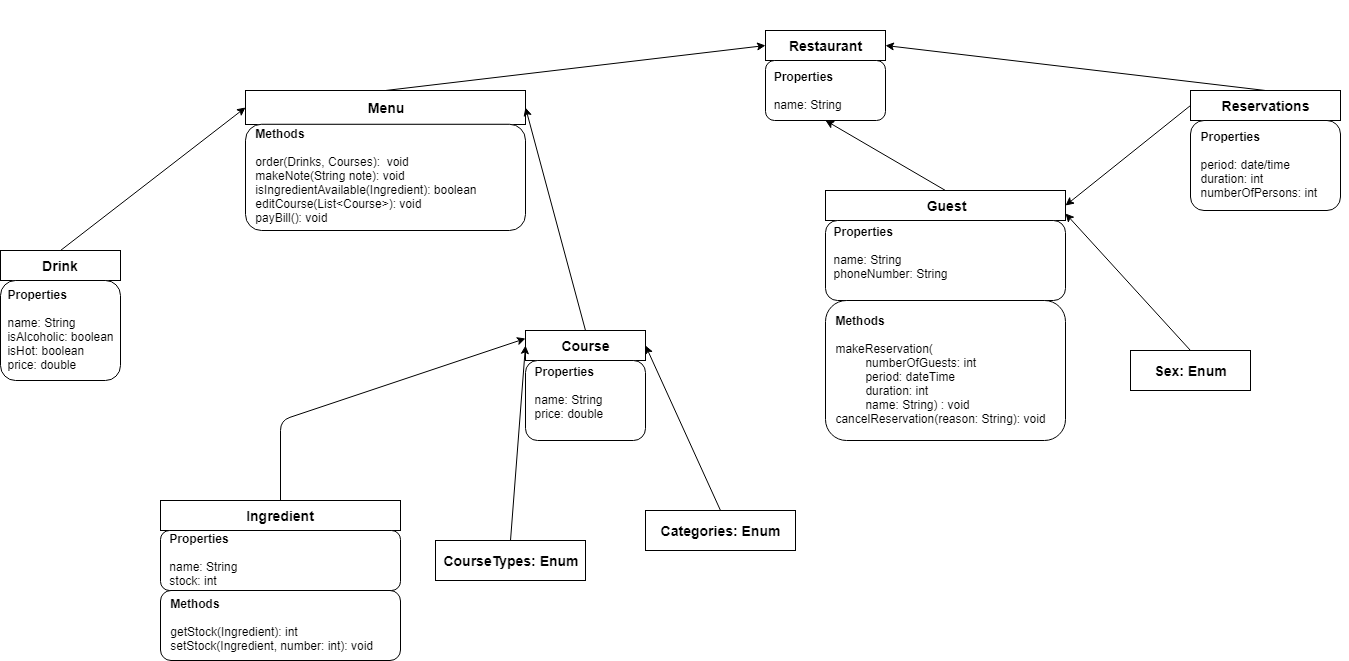 Restaurant
Properties
name: String
Menu
Methods
order(Drinks, Courses):  void
makeNote(String note): void
isIngredientAvailable(Ingredient): boolean
editCourse(List<Course>): void
payBill(): void
Reservations
Properties
period: date/time
duration: int
numberOfPersons: int
Guest
Properties
name: String
phoneNumber: String
Methods
makeReservation(
numberOfGuests: int
period: dateTime
duration: int
name: String) : void
cancelReservation(reason: String): void
Drink
Properties
name: String
isAlcoholic: boolean
isHot: boolean
price: double
Course
Properties
name: String
price: double
Sex: Enum
Ingredient
Properties
name: String
stock: int
Methods
getStock(Ingredient): int
setStock(Ingredient, number: int): void
CourseTypes: Enum
Categories: Enum